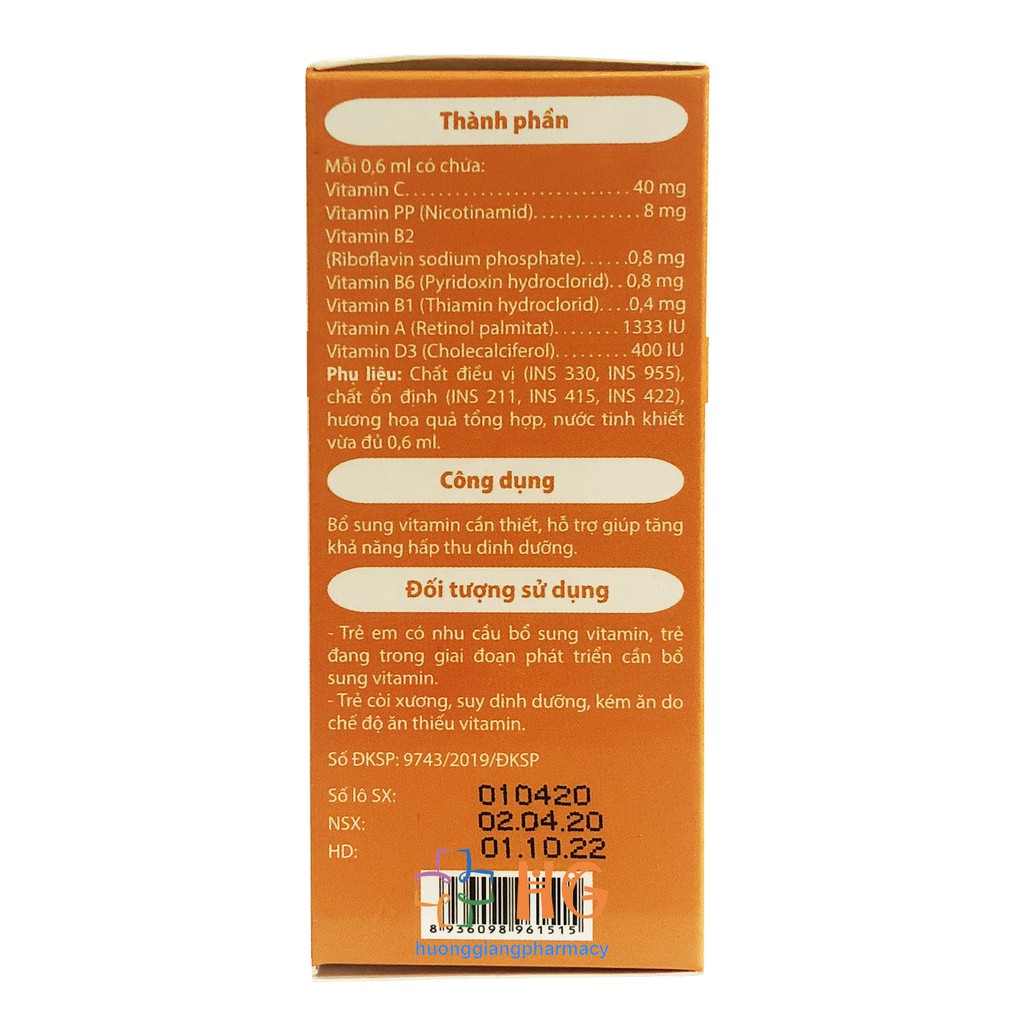 Thành phần
Mỗi 0,6 ml có chứa:
Vitamin C. . . . . . . . . . . . . . . . . . . . . . . . . . 40 mg
Vitamin PP (Nicotinamid). . . . . . . . . . . . . 8 mg
Vitamin B2
(Riboflavin sodium phosphate). . . . . .0,8 mg
Vitamin B6 (Pyridoxin hydroclorid). . 0,8 mg
Vitamin B1 (Thiamin hydroclorid). . . .0,4 mg
Vitamin A (Retinol palmitat). . . . . . . . 1333 IU
Vitamin D3 (Cholecalciferol). . . . . . . . . 400 IU
Phụ liệu: Chất điều vị (INS 330, INS 955),
chất ổn định (INS 211, INS 415, INS 422),
hương hoa quả tổng hợp, nước tinh khiết
vừa đủ 0,6 ml.
Công dụng
Bổ sung vitamin cần thiết, hỗ trợ giúp tăng
khả năng hấp thu dinh dưỡng.
Đối tượng sử dụng
- Trẻ em có nhu cầu bổ sung vitamin, trẻ
đang trong giai đoạn phát triển cần bổ
sung vitamin.
- Trẻ còi xương, suy dinh dưỡng, kém ăn do
chế độ ăn thiếu vitamin.
Số ĐKSP: 9743/2019/ĐKSP
Số lô SX: 010420
NSX: 02.04.20
HD: 01.10.22
HG
8 936098 961515
huonggiangpharmacy